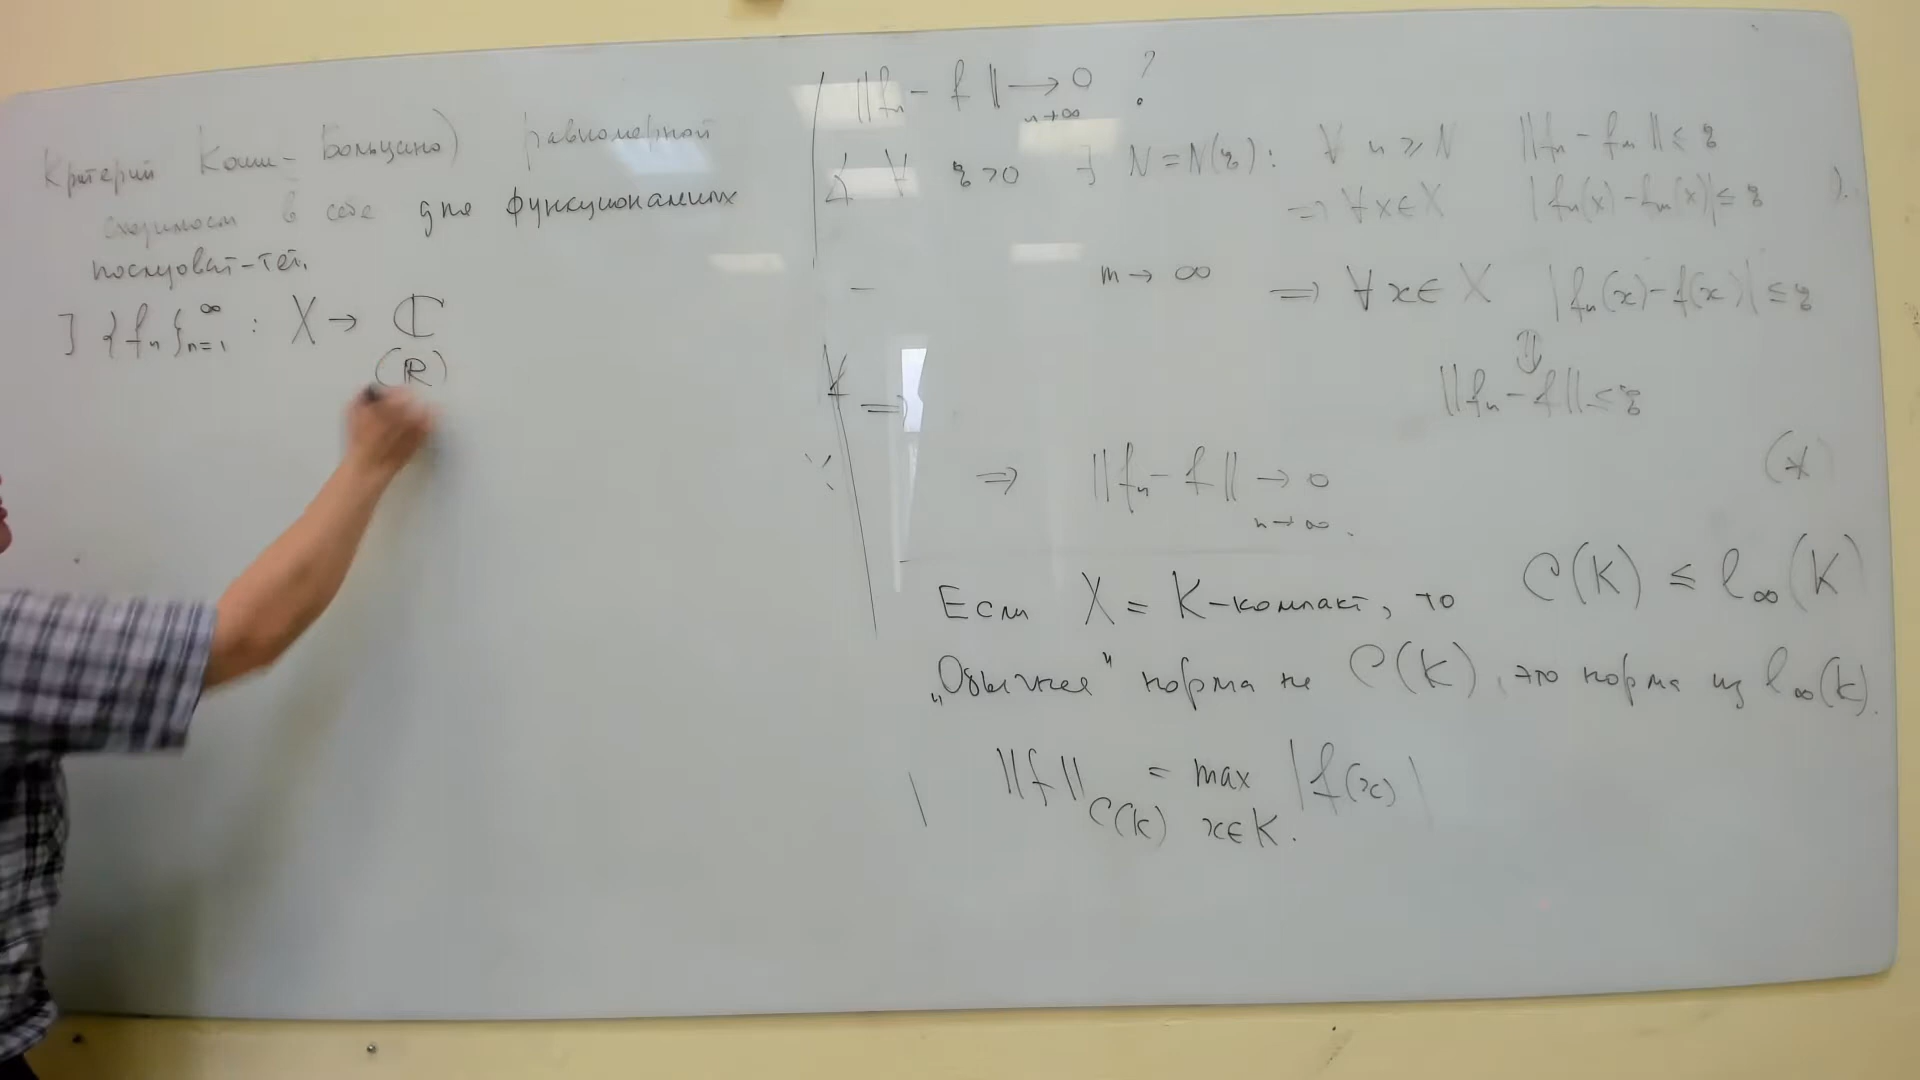 Критерий Коши-Больцано) равномерной
сходимост в себе для функциональных
последоват-тей.
] {fₙ}ₙ₌₁^∞ : X → ℂ
(ℝ)
||fₙ - f || → 0 ?
n→∞
∀ ε>0 ∃ N = N(ε) : ∀ n ≥ N ||fₙ - fₘ || ≤ ε
⇒ ∀x∈X |fₙ(x) - fₘ(x)| ≤ ε ).
m → ∞ ⇒ ∀ x∈ X |fₙ(x) - f(x)| ≤ ε
⇓
||fₙ - f || ≤ ε
⇒
⇒ ||fₙ - f || → 0
n→∞.
(*)
Если X = K-компакт, то C(K) ≤ l∞(K)
„Обычная" норма на C(K), это норма из l∞(K).
||f||C(K) = max |f(x)|
x∈K.